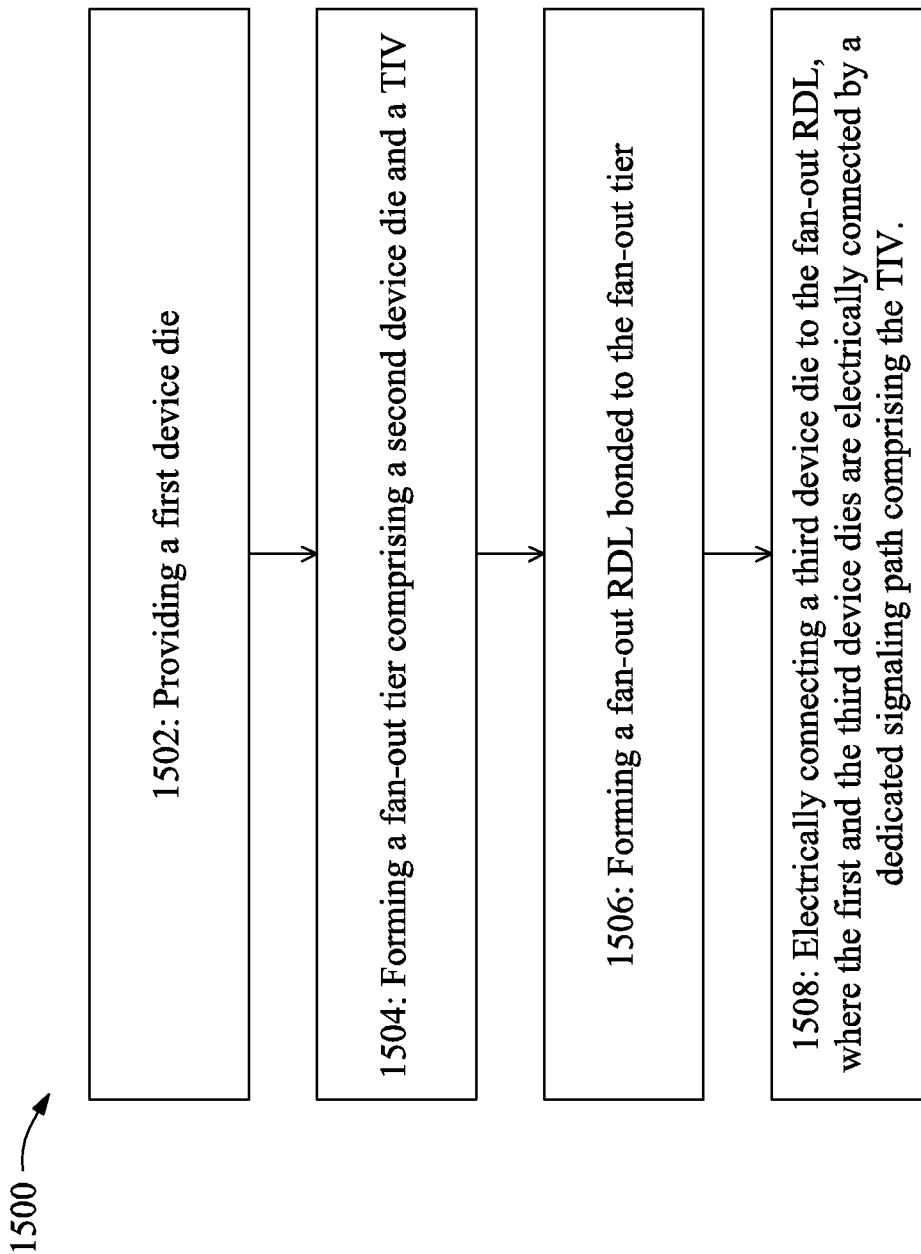 1500
1502: Providing a first device die
1504: Forming a fan-out tier comprising a second device die and a TIV
1506: Forming a fan-out RDL bonded to the fan-out tier
1508: Electrically connecting a third device die to the fan-out RDL,
where the first and the third device dies are electrically connected by a
dedicated signaling path comprising the TIV.